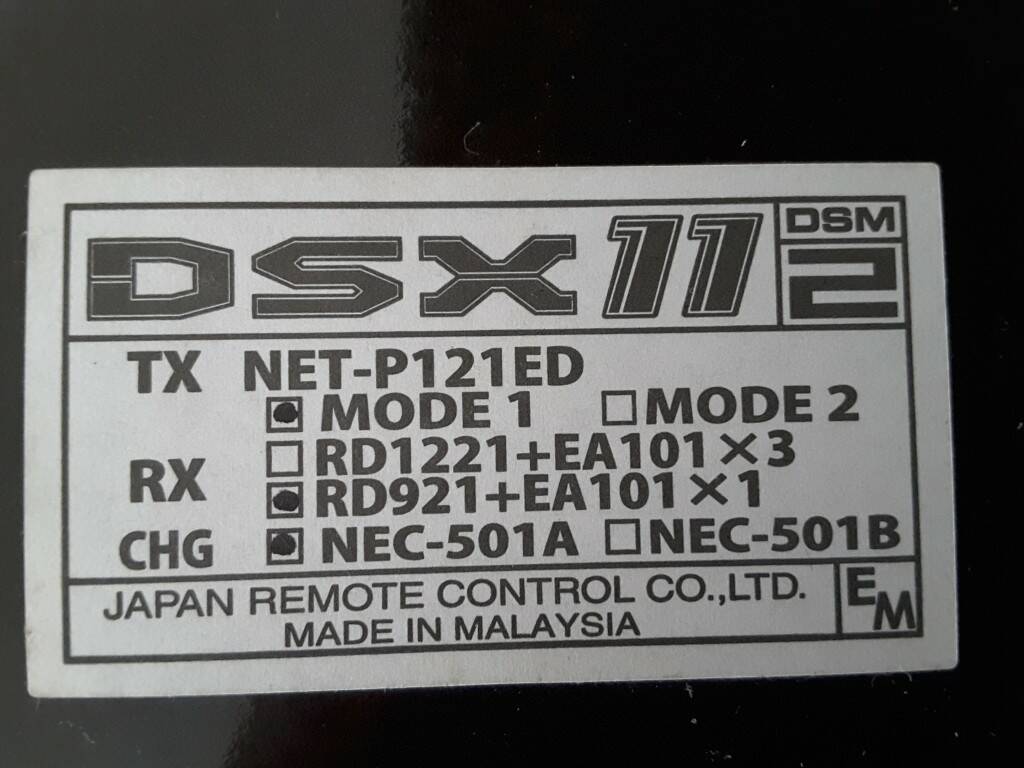 DSX11 DSM 2
TX NET-P121ED
MODE 1 MODE 2
RX RD1221+EA101×3
RD921+EA101×1
CHG NEC-501A NEC-501B
JAPAN REMOTE CONTROL CO.,LTD. EM
MADE IN MALAYSIA